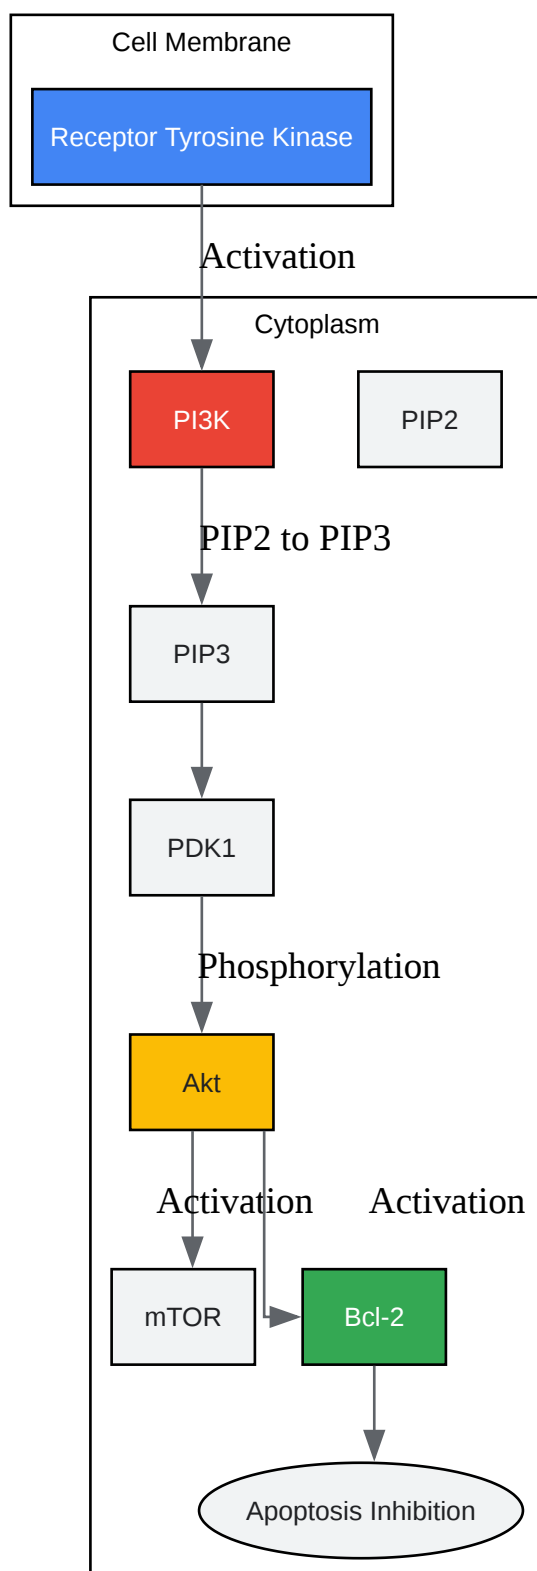 Cell Membrane
Receptor Tyrosine Kinase
Activation
Cytoplasm
PI3K
PIP2
PIP2 to PIP3
PIP3
PDK1
Phosphorylation
Akt
Activation
Activation
mTOR
Bcl-2
Apoptosis Inhibition